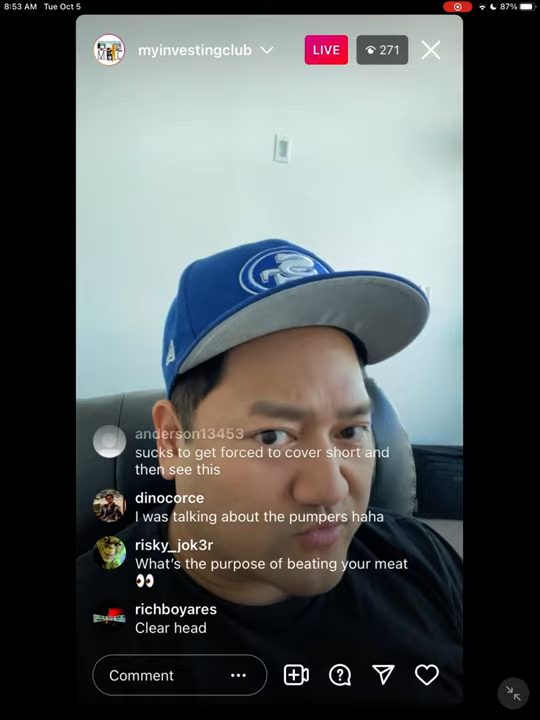 8:53 AM Tue Oct 5
87%
myinvestingclub
LIVE
271
anderson13453
sucks to get forced to cover short and
then see this
dinocorce
I was talking about the pumpers haha
risky_jok3r
What's the purpose of beating your meat
👀
richboyares
Clear head
Comment